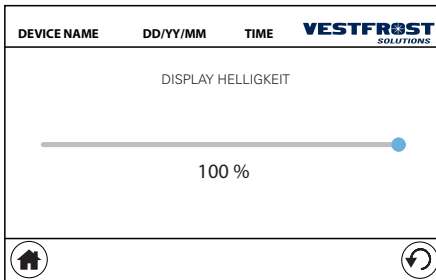 DEVICE NAME DD/YY/MM TIME VESTFROST
SOLUTIONS
DISPLAY HELLIGKEIT
100 %